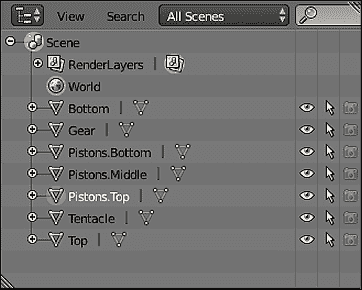 View Search All Scenes
Scene
RenderLayers
World
Bottom
Gear
Pistons.Bottom
Pistons.Middle
Pistons.Top
Tentacle
Top